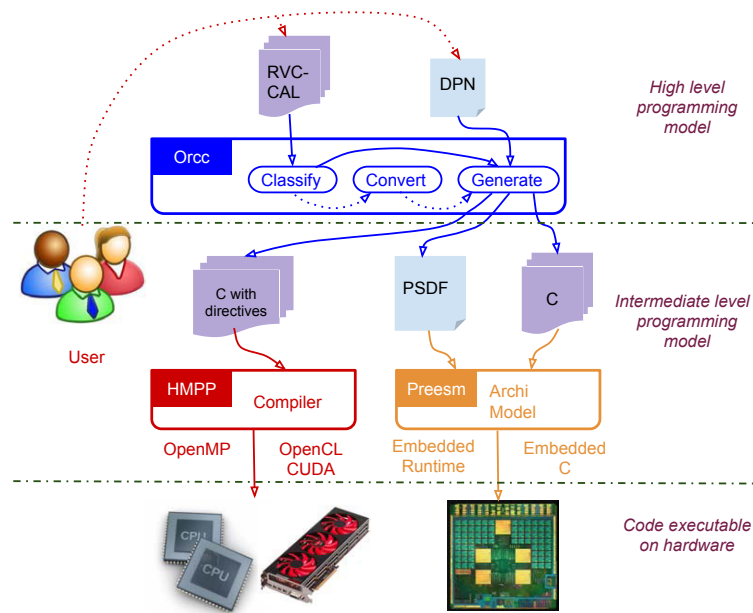 RVC-
CAL
DPN
High level
programming
model
Orcc
Classify
Convert
Generate
C with
directives
PSDF
C
Intermediate level
programming
model
User
HMPP
Compiler
Preesm
Archi
Model
OpenMP
OpenCL
CUDA
Embedded
Runtime
Embedded
C
CPU
CPU
Code executable
on hardware